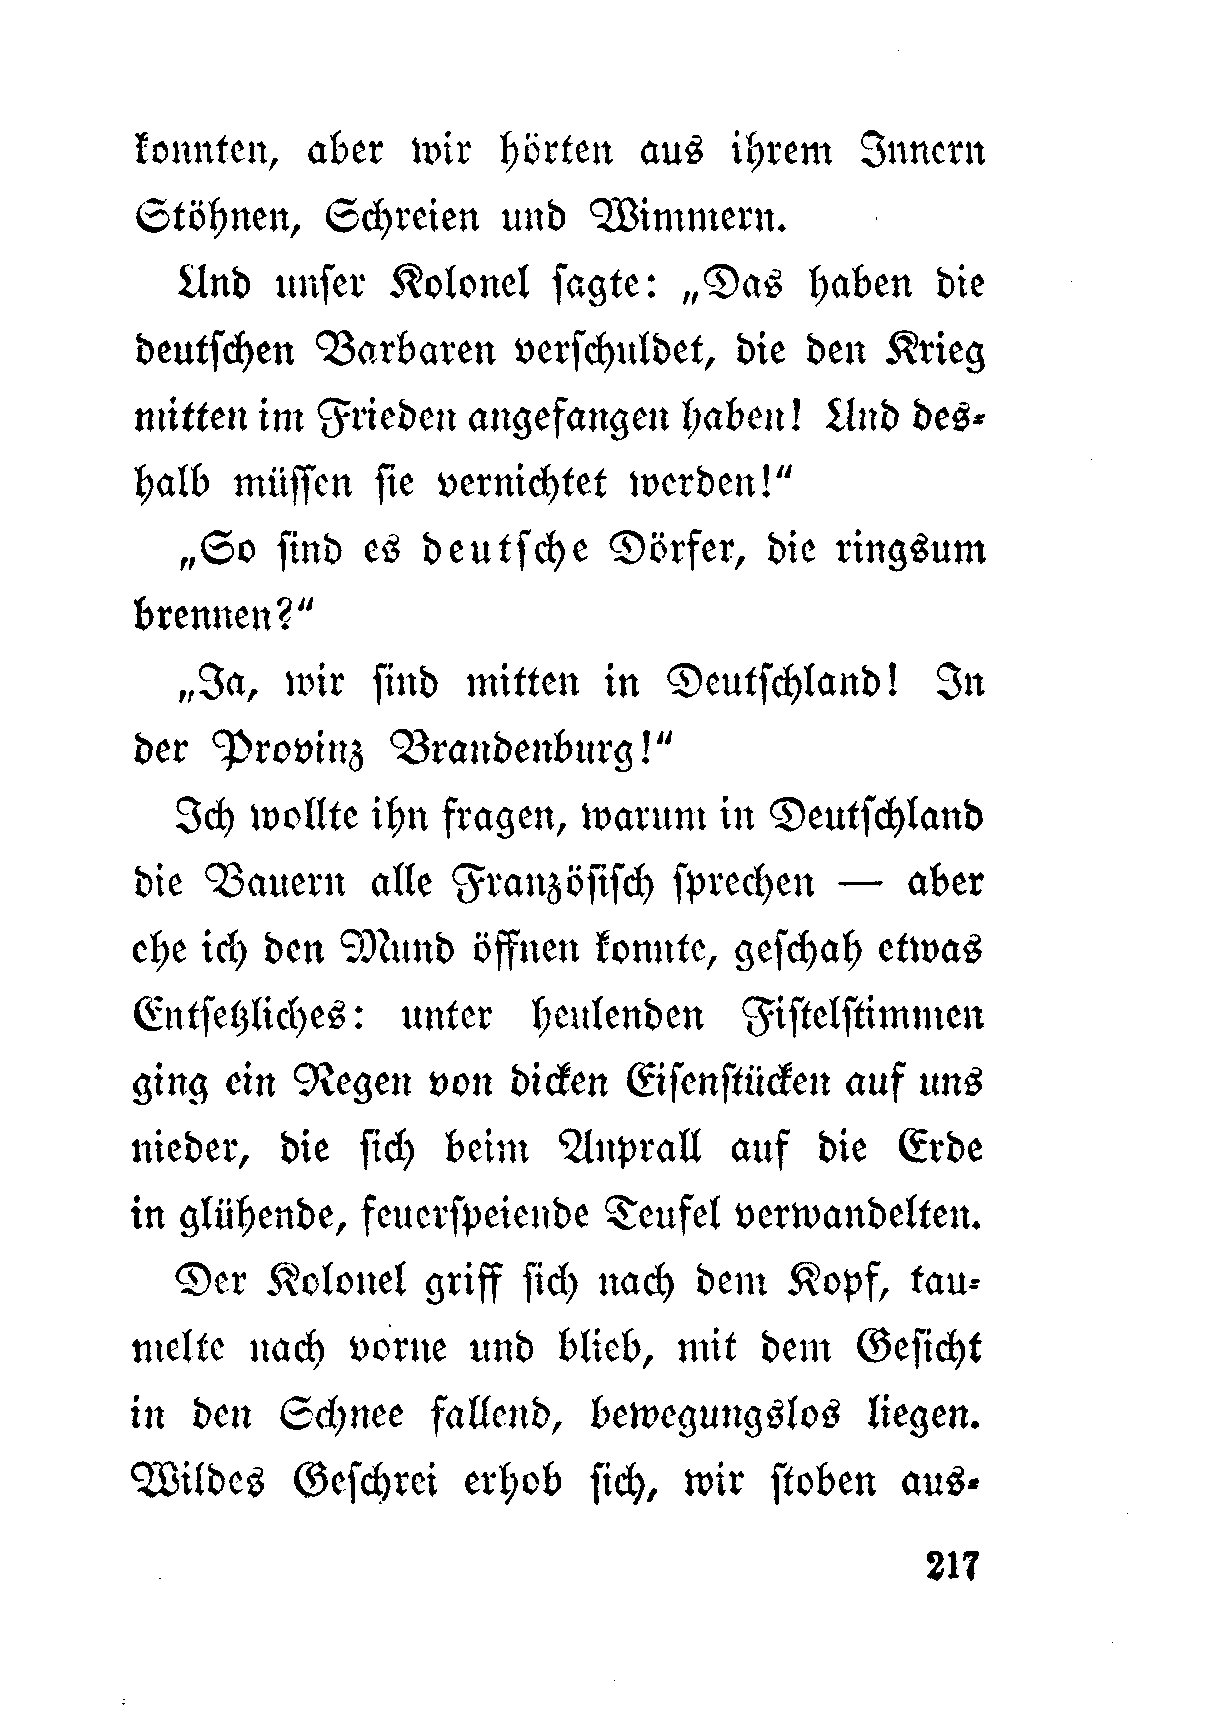 konnten, aber wir hörten aus ihrem Innern
Stöhnen, Schreien und Wimmern.
Und unser Kolonel sagte: „Das haben die
deutschen Barbaren verschuldet, die den Krieg
mitten im Frieden angefangen haben! Und des-
halb müssen sie vernichtet werden!“
„So sind es deutsche Dörfer, die ringsum
brennen?“
„Ja, wir sind mitten in Deutschland! In
der Provinz Brandenburg!“
Ich wollte ihn fragen, warum in Deutschland
die Bauern alle Französisch sprechen — aber
ehe ich den Mund öffnen konnte, geschah etwas
Entsetzliches: unter heulenden Fistelstimmen
ging ein Regen von dicken Eisenstücken auf uns
nieder, die sich beim Anprall auf die Erde
in glühende, feuerspeiende Teufel verwandelten.
Der Kolonel griff sich nach dem Kopf, tau-
melte nach vorne und blieb, mit dem Gesicht
in den Schnee fallend, bewegungslos liegen.
Wildes Geschrei erhob sich, wir stoben aus-
217